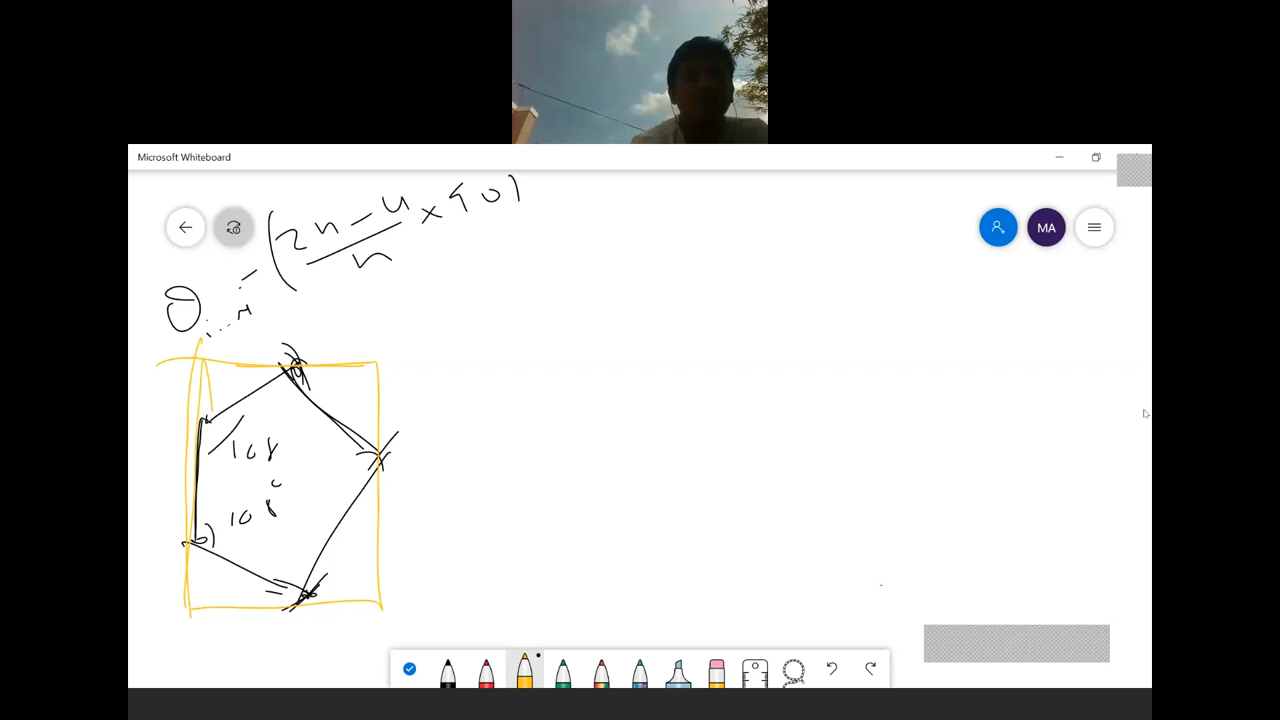 Microsoft Whiteboard
MA
θ = (2n-4/n × 90)
108
108